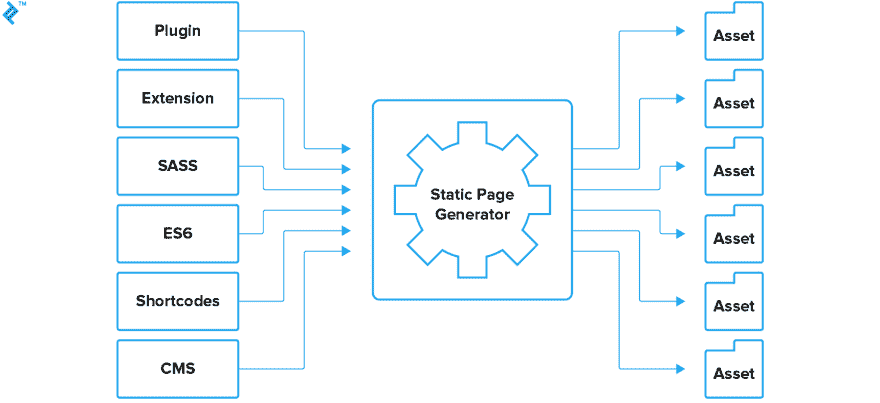 TM
Plugin
Extension
SASS
ES6
Shortcodes
CMS
Static Page
Generator
Asset
Asset
Asset
Asset
Asset
Asset